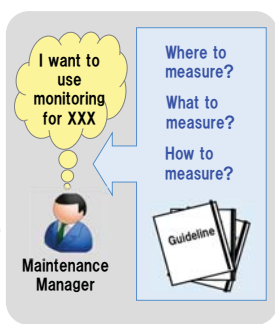 I want to
use
monitoring
for XXX
Maintenance
Manager
Where to
measure?
What to
measure?
How to
measure?
Guideline